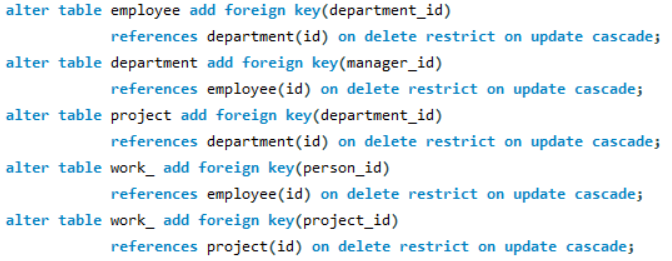 alter table employee add foreign key(department_id)
references department(id) on delete restrict on update cascade;
alter table department add foreign key(manager_id)
references employee(id) on delete restrict on update cascade;
alter table project add foreign key(department_id)
references department(id) on delete restrict on update cascade;
alter table work_ add foreign key(person_id)
references employee(id) on delete restrict on update cascade;
alter table work_ add foreign key(project_id)
references project(id) on delete restrict on update cascade;